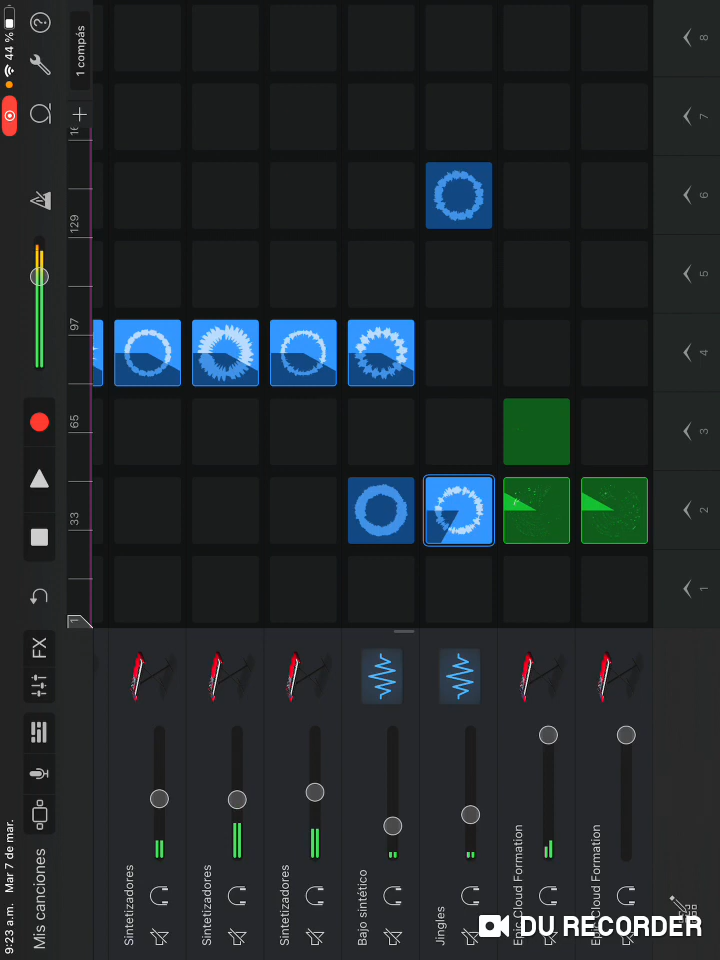 9:23 a.m. Mar 7 de mar.
44 %
Mis canciones
FX
1
33
65
97
129
1 compás
Sintetizadores
Sintetizadores
Sintetizadores
Bajo sintético
Jingles
Epic Cloud Formation
Epic Cloud Formation
1
2
3
4
5
6
7
8
DU RECORDER